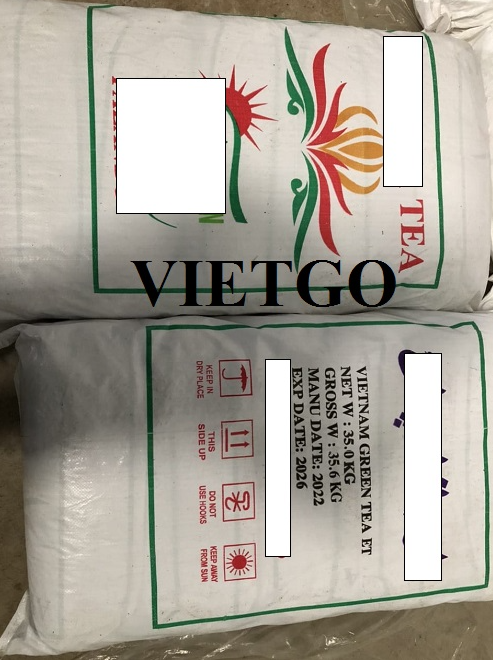 TEA
VIETGO
VIETNAM GREEN TEA ET
NET W : 35.0 KG
GROSS W : 35.6 KG
MANU DATE: 2022
EXP DATE: 2026
KEEP IN
DRY PLACE
THIS
SIDE UP
DO NOT
USE HOOKS
KEEP AWAY
FROM SUN